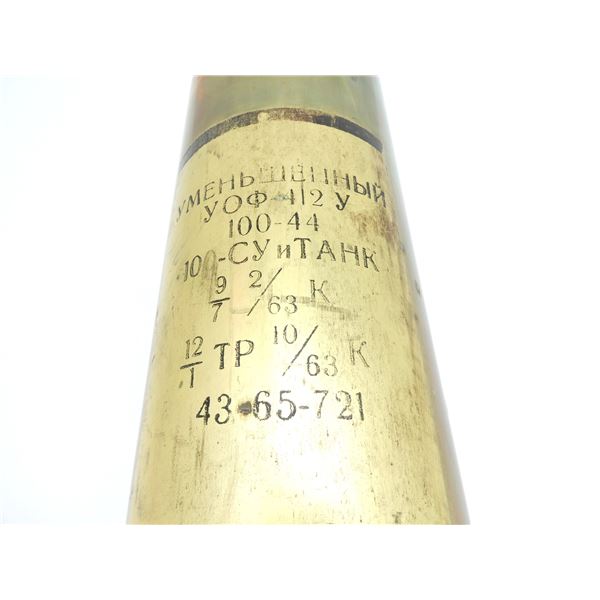 УМЕНЬШЕННЫЙ
УОФ-412 У
100-44
100-СУ и ТАНК
9/7 2/63 К
12/1 ТР 10/63 К
43-65-721